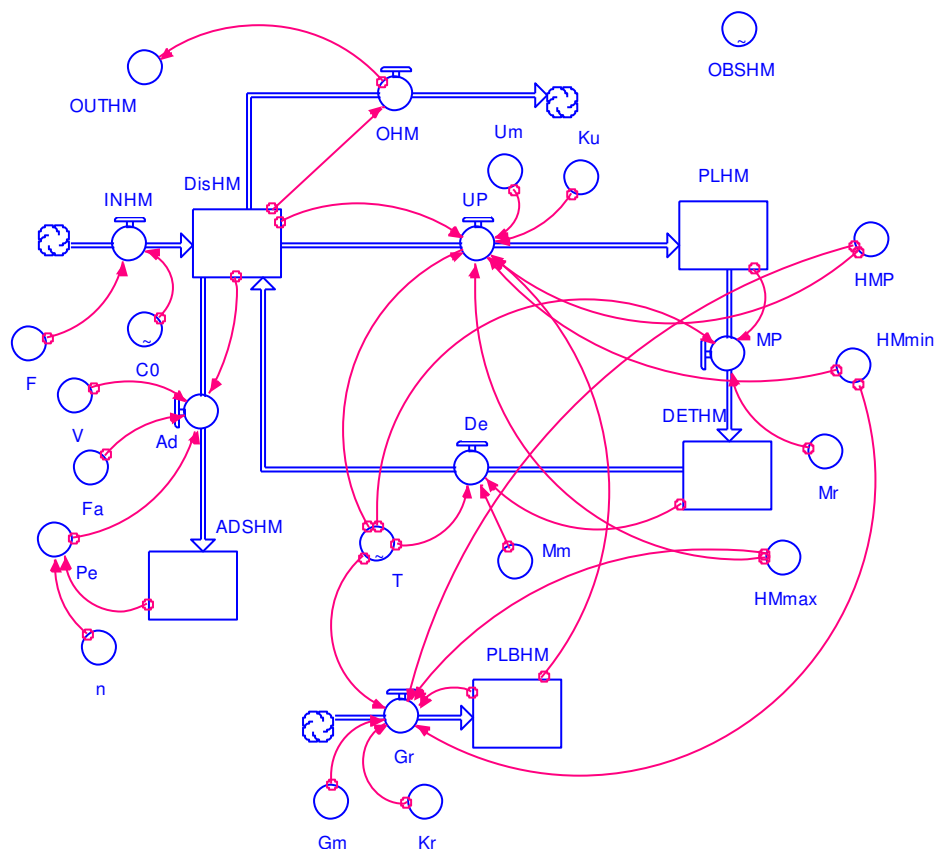 OBSHM
OUTHM
OHM
Um
Ku
DisHM
PLHM
INHM
UP
HMP
F
C0
MP
HMmin
V
Ad
De
DETHM
Fa
Mr
ADSHM
Pe
T
Mm
HMmax
n
PLBHM
Gr
Gm
Kr
~
~
~